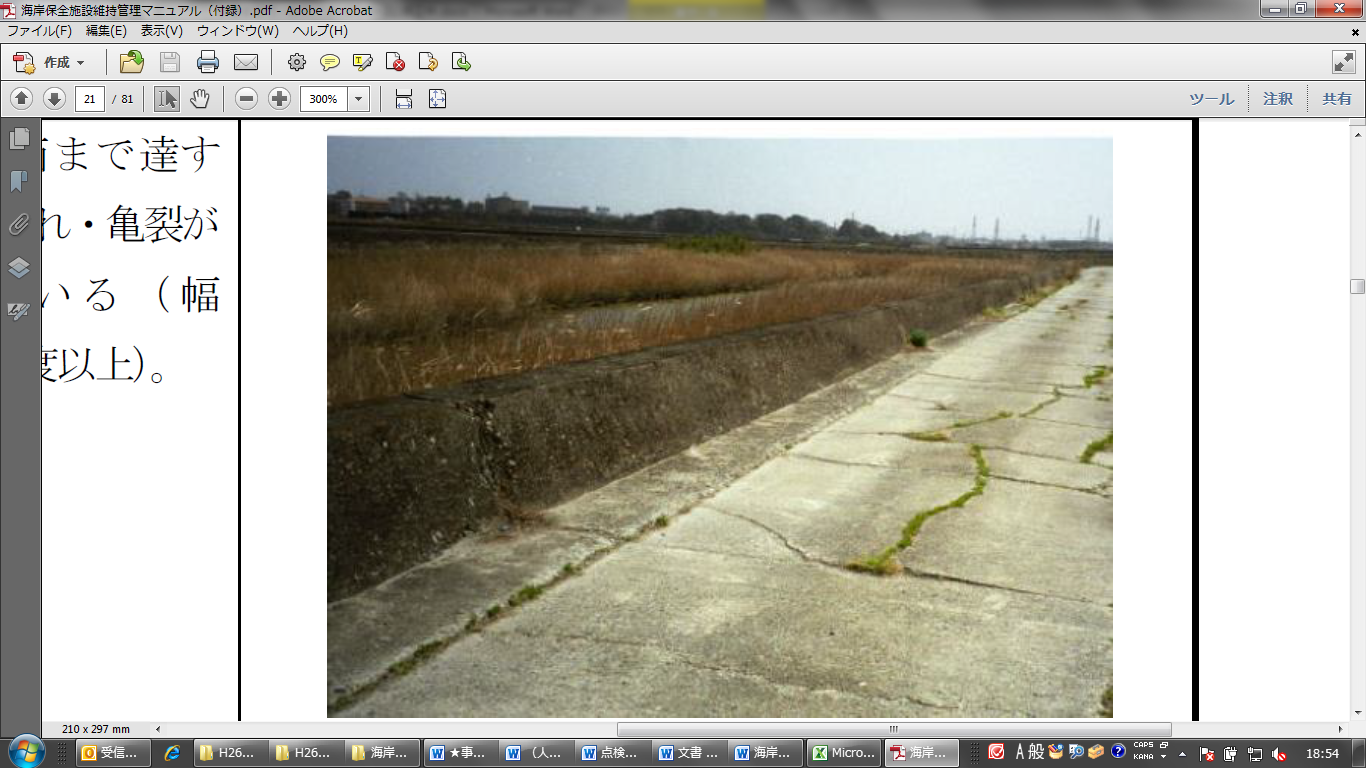 海岸保全施設維持管理マニュアル（付録）.pdf - Adobe Acrobat
ファイル(F) 編集(E) 表示(V) ウィンドウ(W) ヘルプ(H)
作成
21 / 81 300% ツール 注釈 共有
まで達す
れ・亀裂が
いる（幅
度以上)。
210 x 297 mm
受信... H26... H26... 海岸... ★事... （人... 点検... 文書 ... 海岸... Micro... 海岸... A 般 CAPS KANA 18:54